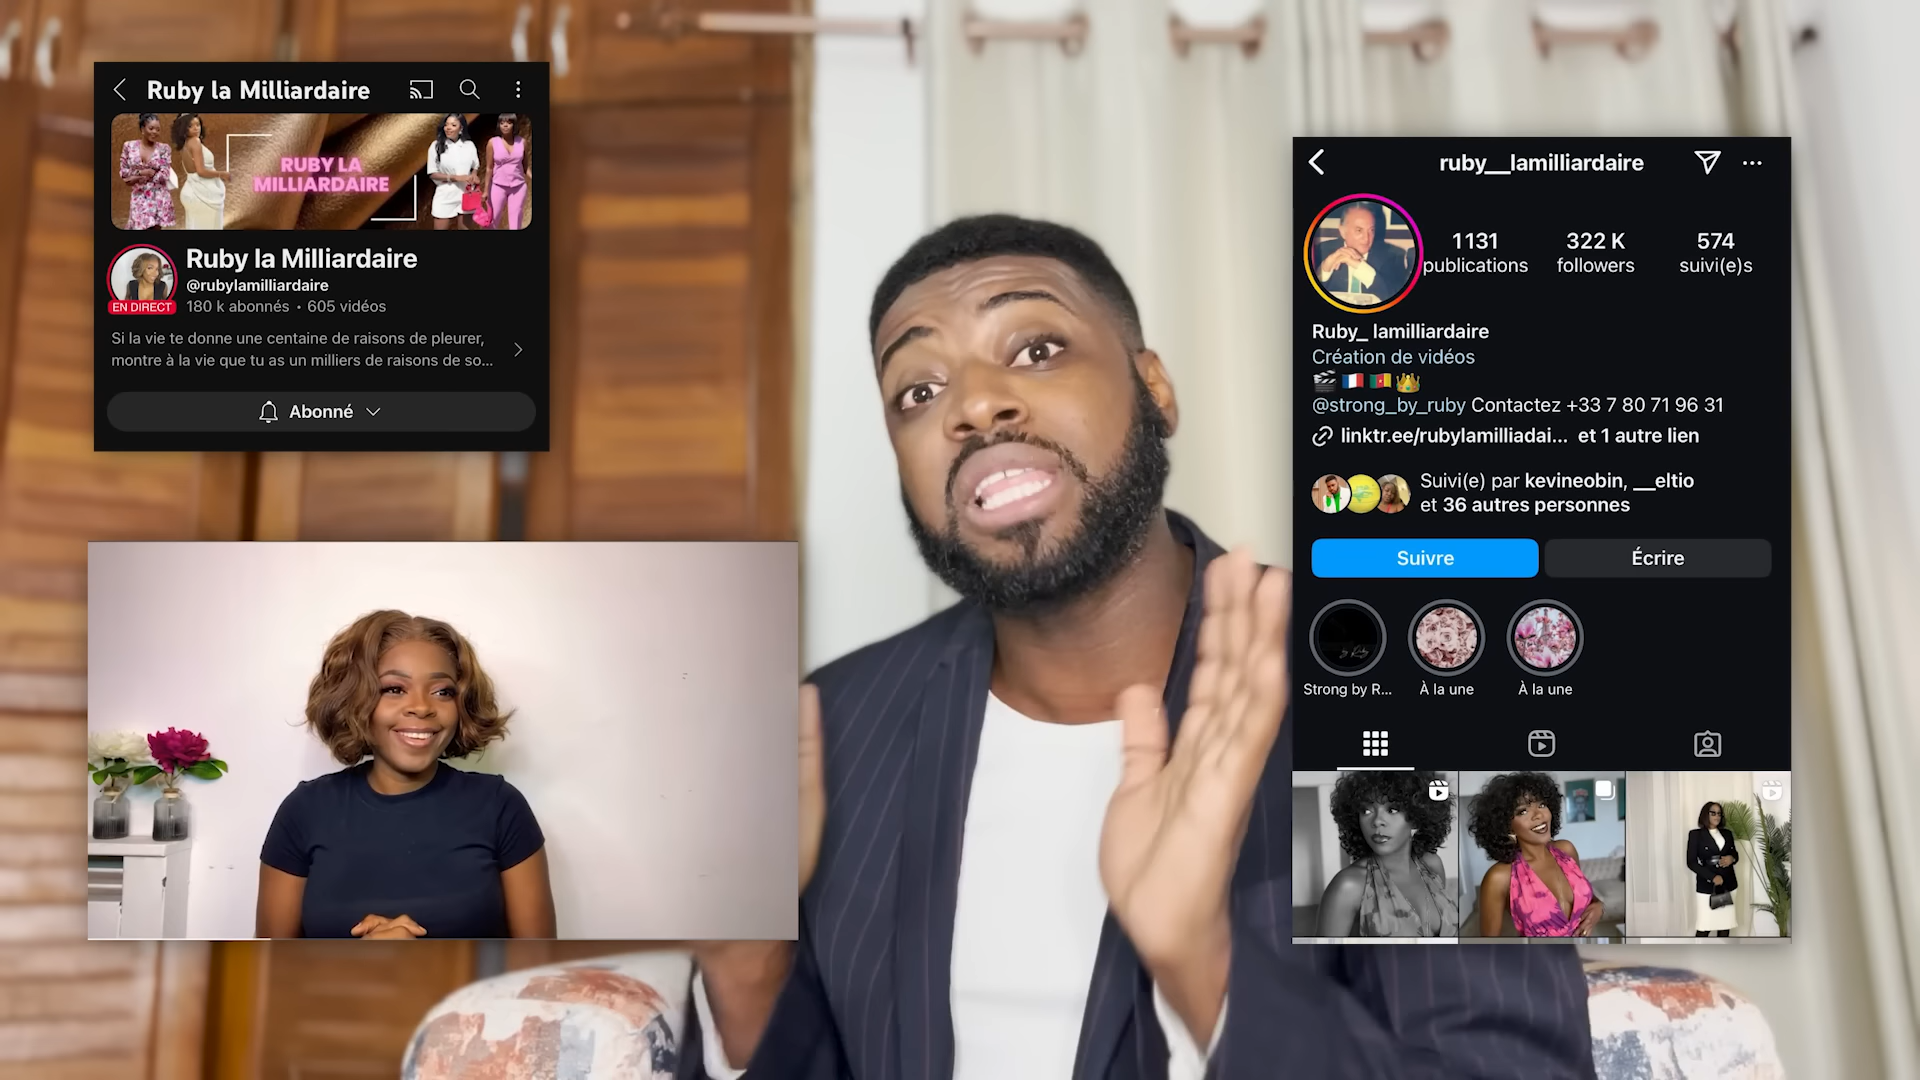 Ruby la Milliardaire
RUBY LA
MILLIARDAIRE
Ruby la Milliardaire
@rubylamilliardaire
EN DIRECT
180 k abonnés • 605 vidéos
Si la vie te donne une centaine de raisons de pleurer,
montre à la vie que tu as un milliers de raisons de so...
Abonné
ruby__lamilliardaire
1131
322 K
574
publications
followers
suivi(e)s
Ruby_ lamilliardaire
Création de vidéos
@strong_by_ruby Contactez +33 7 80 71 96 31
linktr.ee/rubylamilliadai... et 1 autre lien
Suivi(e) par kevineobin, __eltio
et 36 autres personnes
Suivre
Écrire
by Ruby
Strong by R...
À la une
À la une